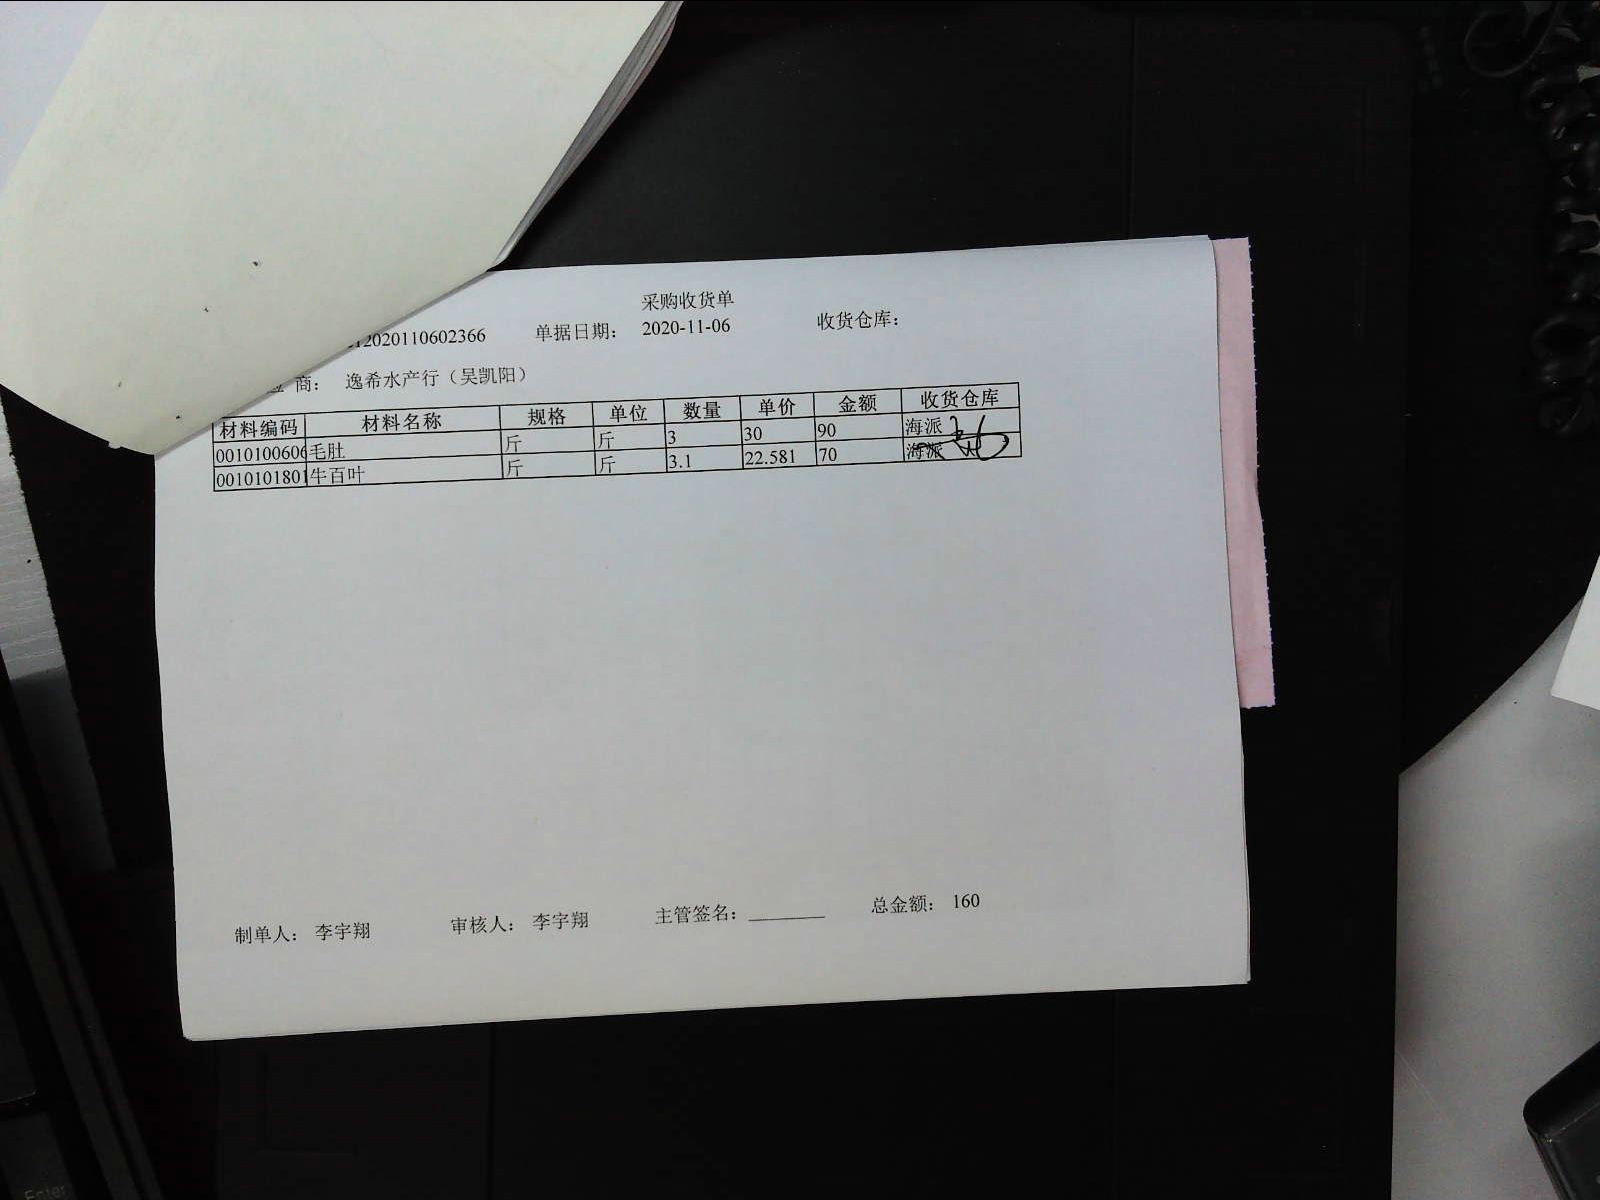 采购收货单
2020110602366 单据日期： 2020-11-06 收货仓库：
商： 逸希水产行（吴凯阳）
材料编码 材料名称 规格 单位 数量 单价 金额 收货仓库
0010100606 毛肚 斤 斤 3 30 90 海派
0010101801 牛百叶 斤 斤 3.1 22.581 70 海派
制单人： 李宇翔 审核人： 李宇翔 主管签名： 总金额： 160
Enter